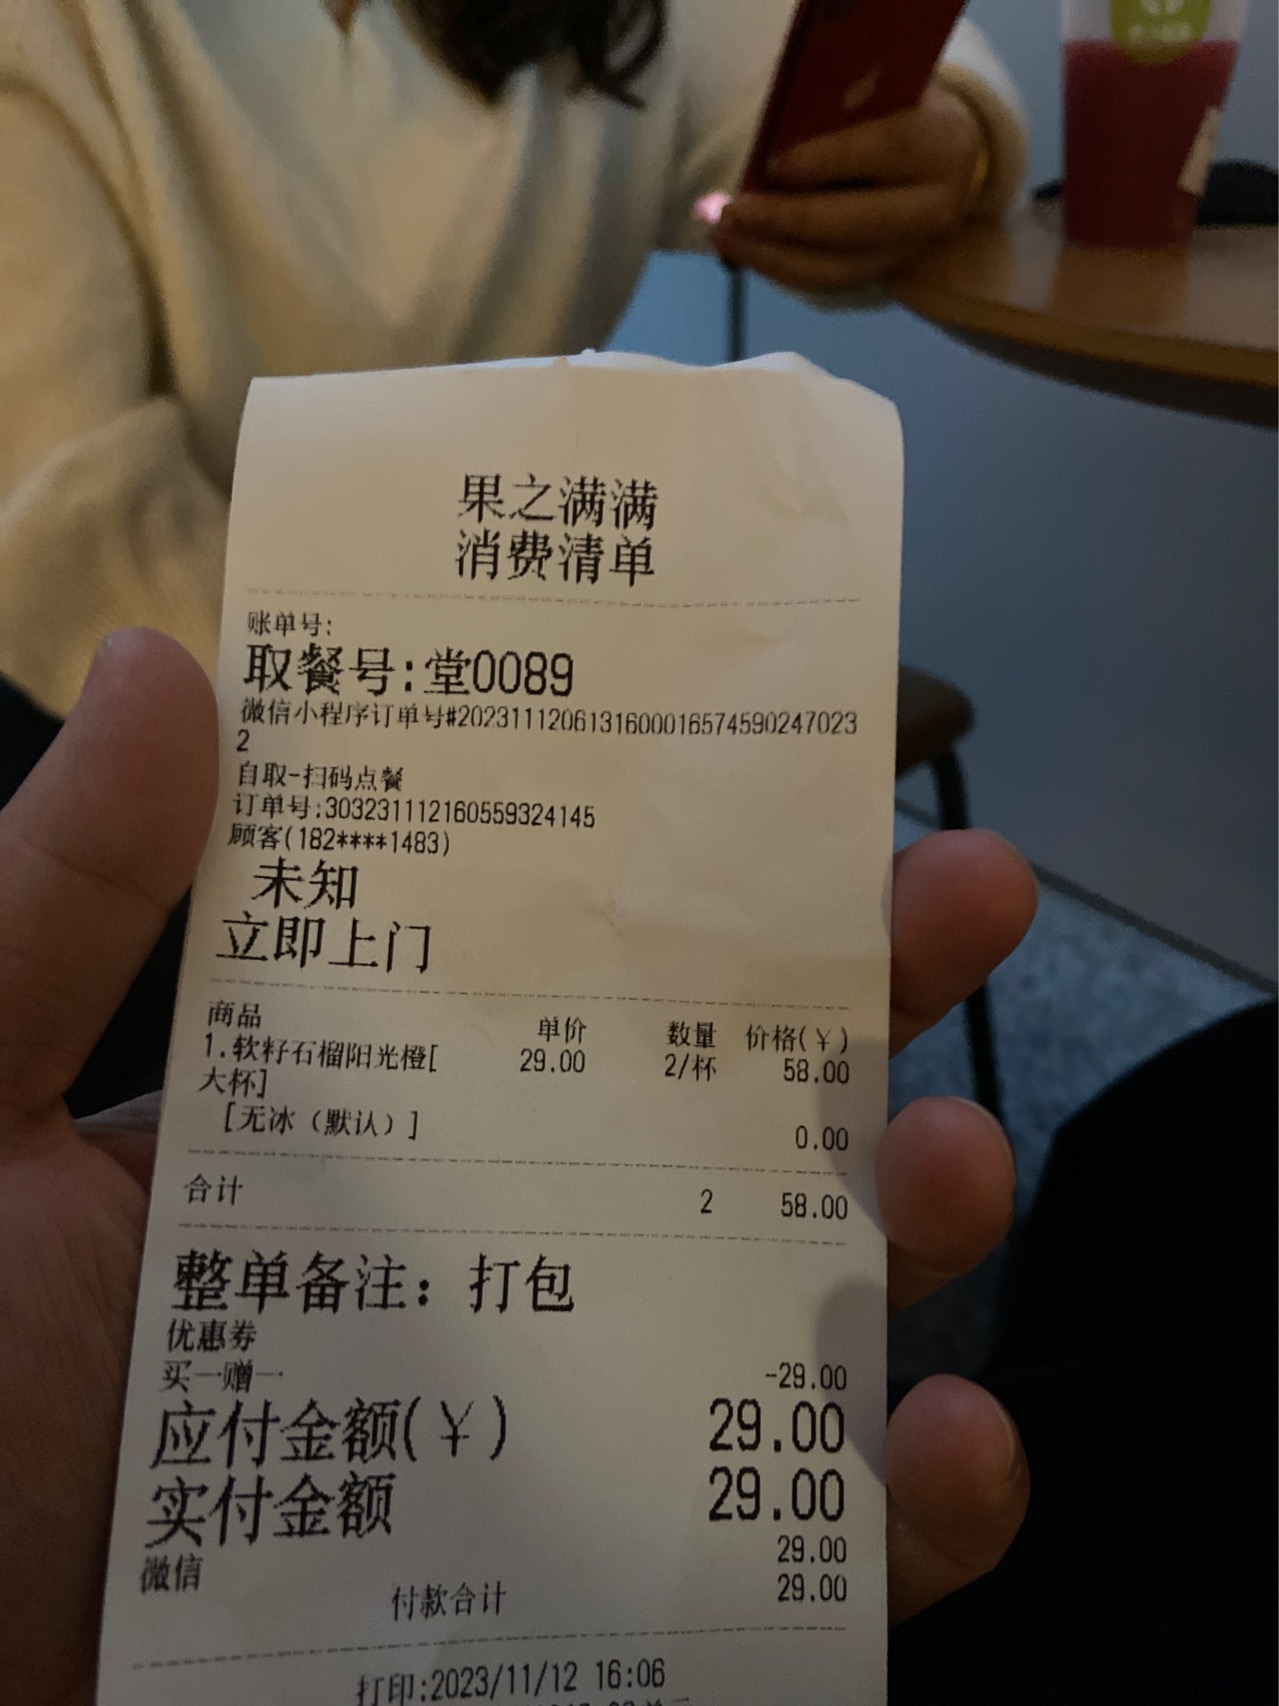 果之满满
消费清单
账单号:
取餐号:堂0089
微信小程序订单号#20231112061316000165745902470232
2
自取-扫码点餐
订单号:303231112160559324145
顾客(182****1483)
未知
立即上门
商品 单价 数量 价格(¥)
1.软籽石榴阳光橙[ 29.00 2/杯 58.00
大杯]
[无冰（默认）] 0.00
合计 2 58.00
整单备注：打包
优惠券
买一赠一 -29.00
应付金额(¥) 29.00
实付金额 29.00
微信 29.00
付款合计 29.00
打印:2023/11/12 16:06